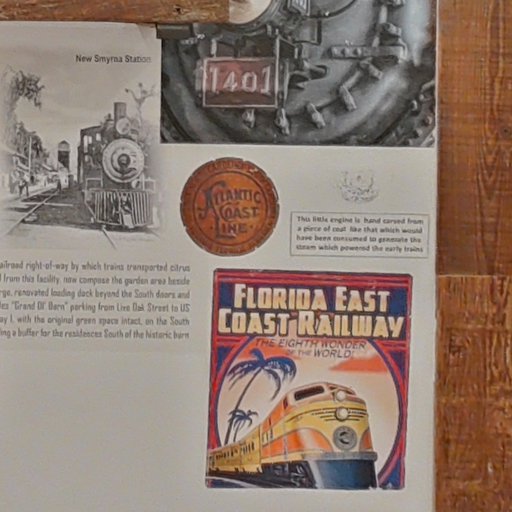 New Smyrna Station
1401
ATLANTIC
COAST
LINE
This little engine is hand carved from
a piece of coal like that which would
have been consumed to generate the
steam which powered the early trains
railroad right-of-way by which trains transported citrus
from this facility, now compose the garden area beside
renovated loading dock beyond the South doors and
"Grand Ol' Barn" parking from Live Oak Street to US
1, with the original green space intact, on the South
a buffer for the residences South of the historic barn
FLORIDA EAST
COAST RAILWAY
THE EIGHTH WONDER
OF THE WORLD!